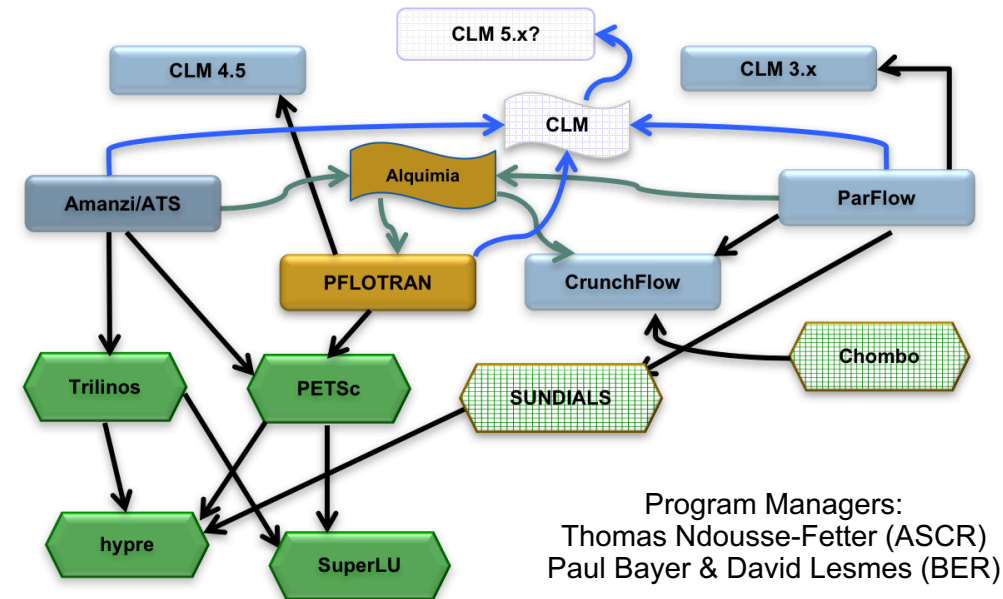 CLM 5.x?
CLM 4.5
CLM 3.x
CLM
Alquimia
Amanzi/ATS
ParFlow
PFLOTRAN
CrunchFlow
Chombo
Trilinos
PETSc
SUNDIALS
hypre
SuperLU
Program Managers:
Thomas Ndousse-Fetter (ASCR)
Paul Bayer & David Lesmes (BER)